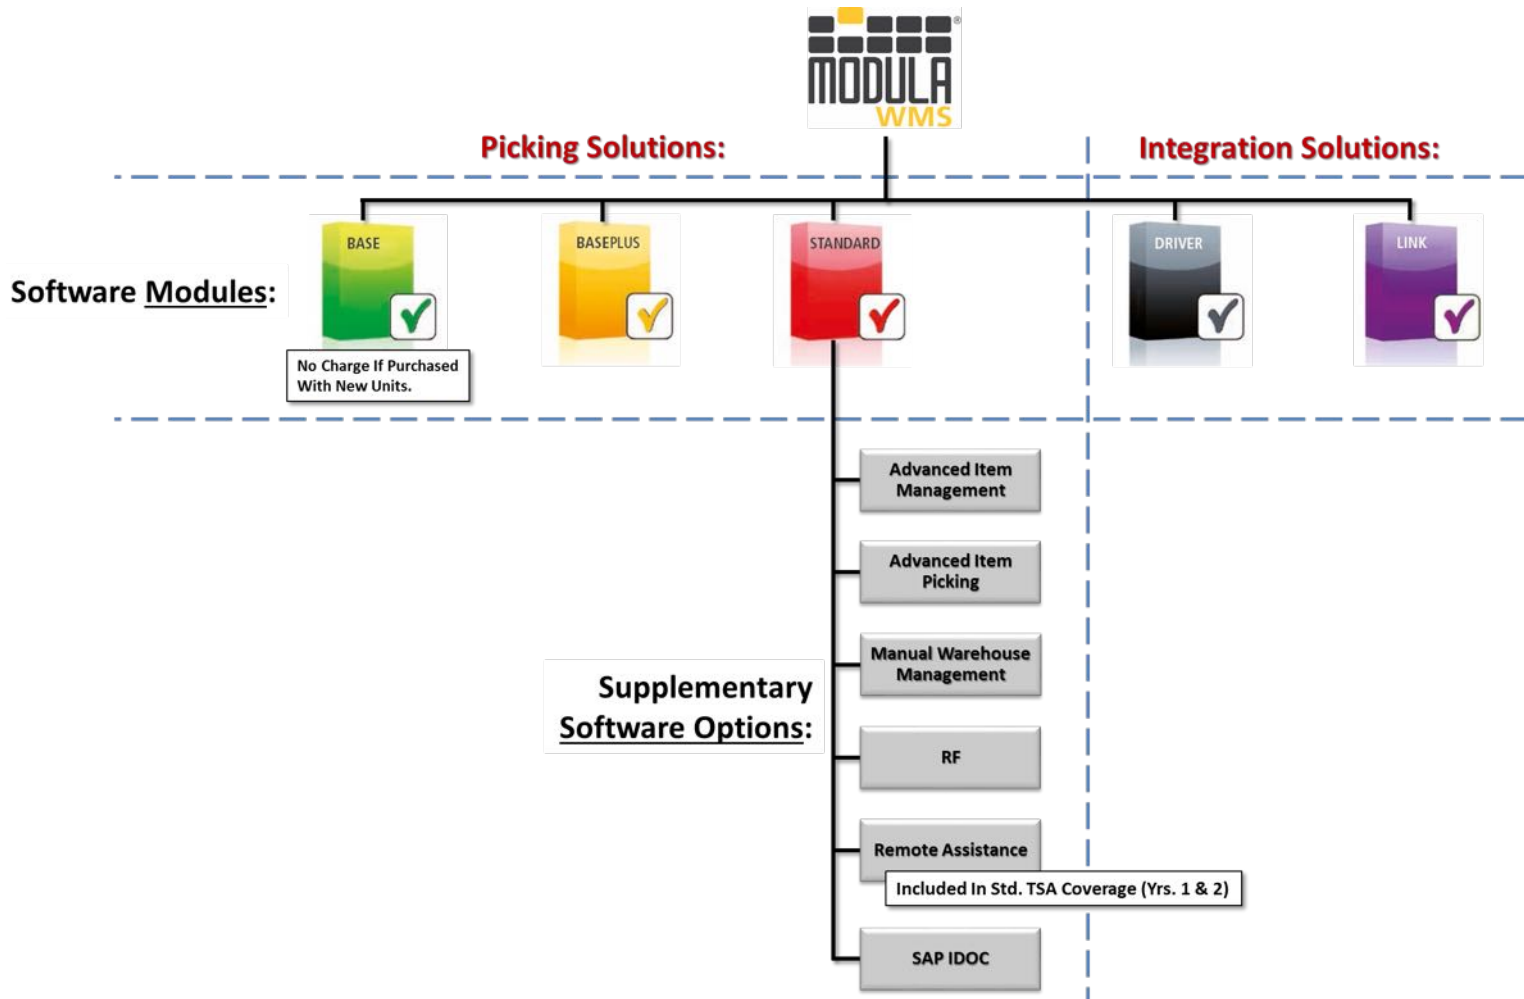 MODULA®
WMS
Picking Solutions:
Integration Solutions:
BASE
BASEPLUS
STANDARD
DRIVER
LINK
Software Modules:
No Charge If Purchased
With New Units.
Advanced Item
Management
Advanced Item
Picking
Manual Warehouse
Management
Supplementary
Software Options:
RF
Remote Assistance
Included In Std. TSA Coverage (Yrs. 1 & 2)
SAP IDOC